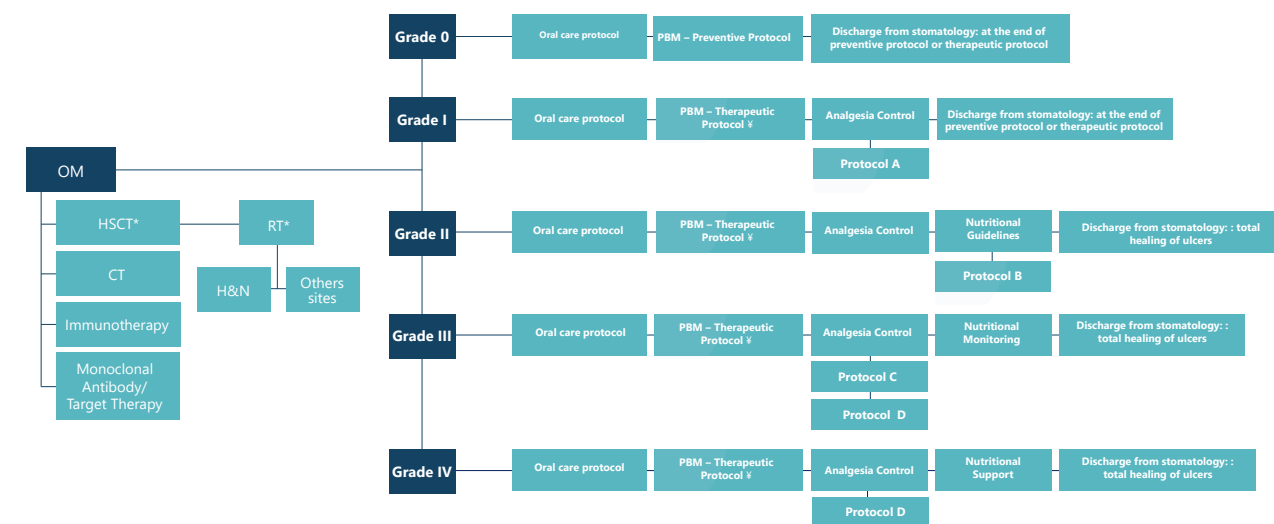 OM
HSCT*
RT*
CT
H&N
Others
sites
Immunotherapy
Monoclonal
Antibody/
Target Therapy
Grade 0
Oral care protocol
PBM – Preventive Protocol
Discharge from stomatology: at the end of
preventive protocol or therapeutic protocol
Grade I
Oral care protocol
PBM – Therapeutic
Protocol ¥
Analgesia Control
Protocol A
Discharge from stomatology: at the end of
preventive protocol or therapeutic protocol
Grade II
Oral care protocol
PBM – Therapeutic
Protocol ¥
Analgesia Control
Nutritional
Guidelines
Protocol B
Discharge from stomatology: : total
healing of ulcers
Grade III
Oral care protocol
PBM – Therapeutic
Protocol ¥
Analgesia Control
Protocol C
Protocol D
Nutritional
Monitoring
Discharge from stomatology: :
total healing of ulcers
Grade IV
Oral care protocol
PBM – Therapeutic
Protocol ¥
Analgesia Control
Protocol D
Nutritional
Support
Discharge from stomatology: :
total healing of ulcers